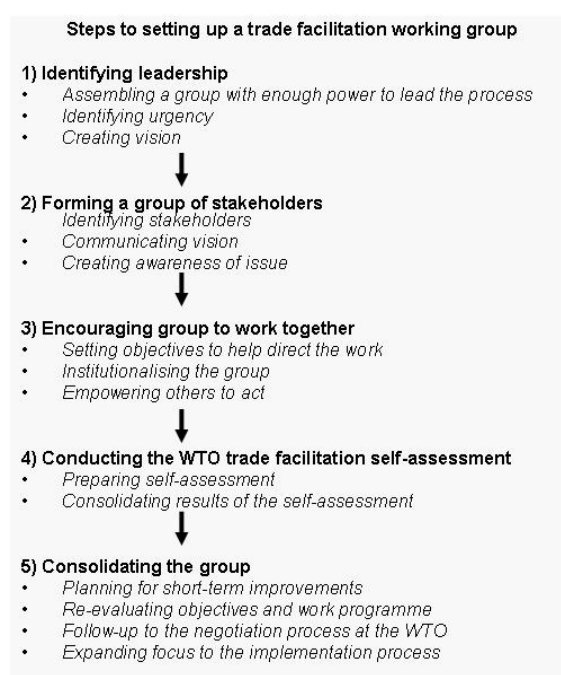 Steps to setting up a trade facilitation working group
1) Identifying leadership
• Assembling a group with enough power to lead the process
• Identifying urgency
• Creating vision
2) Forming a group of stakeholders
Identifying stakeholders
• Communicating vision
• Creating awareness of issue
3) Encouraging group to work together
• Setting objectives to help direct the work
• Institutionalising the group
• Empowering others to act
4) Conducting the WTO trade facilitation self-assessment
• Preparing self-assessment
• Consolidating results of the self-assessment
5) Consolidating the group
• Planning for short-term improvements
• Re-evaluating objectives and work programme
• Follow-up to the negotiation process at the WTO
• Expanding focus to the implementation process